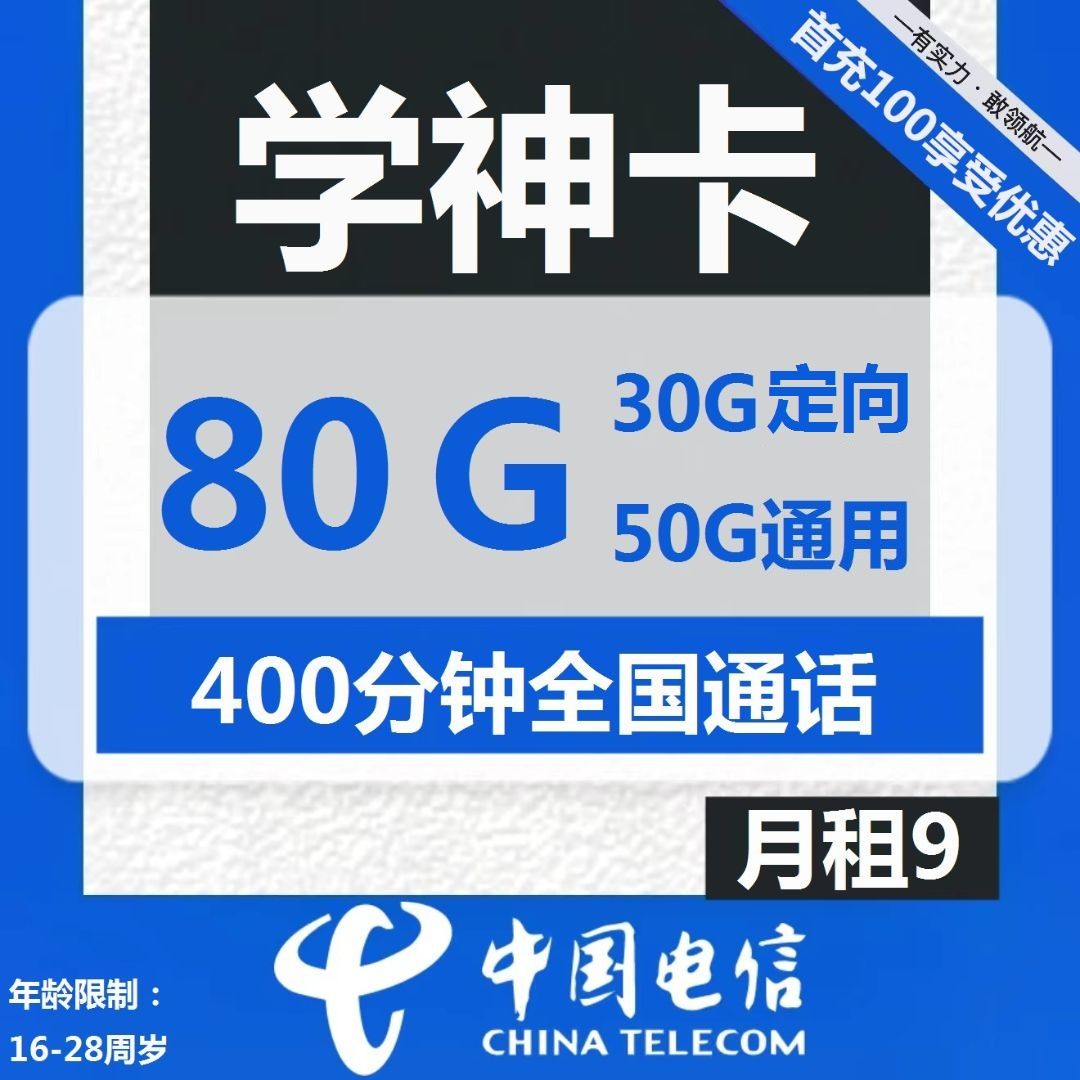 一有实力·敢领航一
首充100享受优惠
学神卡
80G
30G定向
50G通用
400分钟全国通话
月租9
中国电信
CHINA TELECOM
年龄限制：
16-28周岁